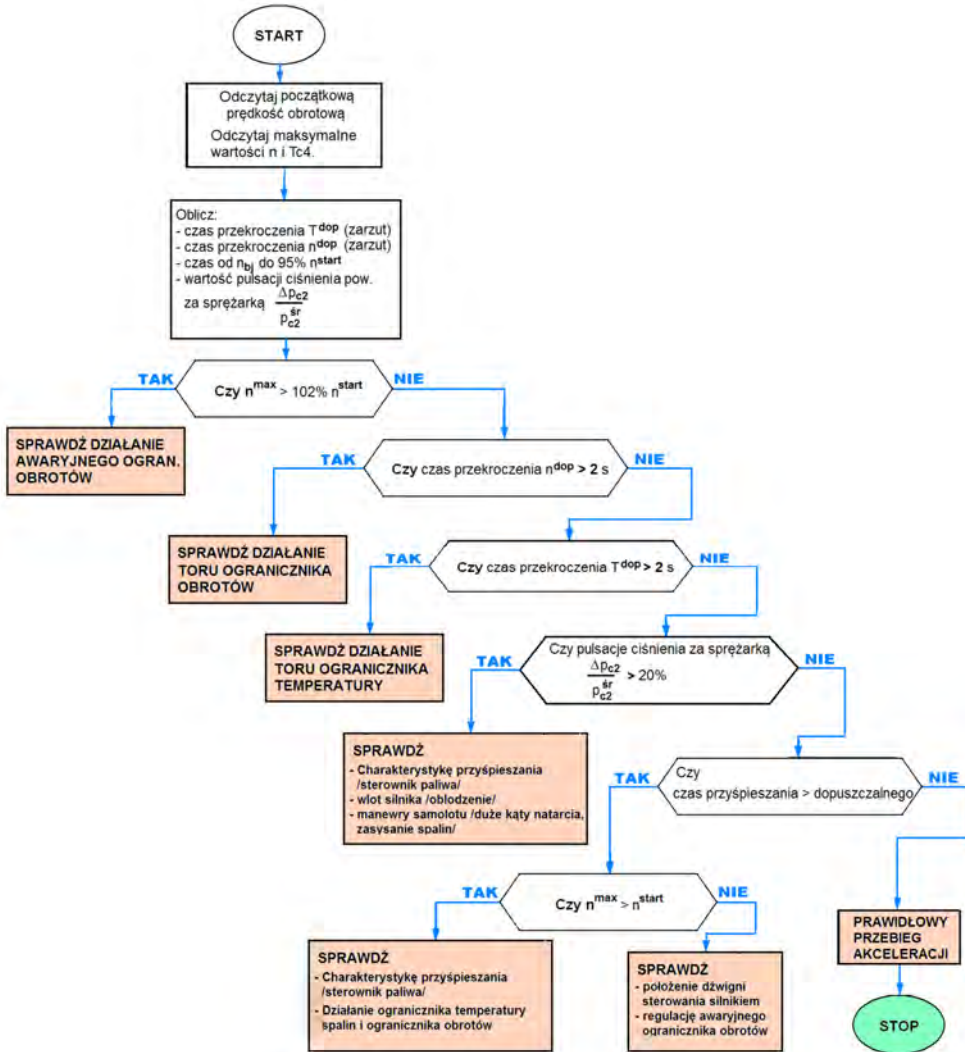 START
Odczytaj początkową
prędkość obrotową
Odczytaj maksymalne
wartości n i Tc4.
Oblicz:
- czas przekroczenia T^dop (zarzut)
- czas przekroczenia n^dop (zarzut)
- czas od n_bj do 95% n^start
- wartość pulsacji ciśnienia pow.
za sprężarką Δp_c2 / p_c2^śr
TAK
Czy n^max > 102% n^start
NIE
SPRAWDŹ DZIAŁANIE
AWARYJNEGO OGRAN.
OBROTÓW
TAK
Czy czas przekroczenia n^dop > 2 s
NIE
SPRAWDŹ DZIAŁANIE
TORU OGRANICZNIKA
OBROTÓW
TAK
Czy czas przekroczenia T^dop > 2 s
NIE
SPRAWDŹ DZIAŁANIE
TORU OGRANICZNIKA
TEMPERATURY
TAK
Czy pulsacje ciśnienia za sprężarką
Δp_c2 / p_c2^śr > 20%
NIE
SPRAWDŹ
- Charakterystykę przyśpieszania
/sterownik paliwa/
- wlot silnika /oblodzenie/
- manewry samolotu /duże kąty natarcia,
zasysanie spalin/
TAK
Czy
czas przyśpieszania > dopuszczalnego
NIE
TAK
Czy n^max > n^start
NIE
SPRAWDŹ
- Charakterystykę przyśpieszania
/sterownik paliwa/
- Działanie ogranicznika temperatury
spalin i ogranicznika obrotów
SPRAWDŹ
- położenie dźwigni
sterowania silnikiem
- regulację awaryjnego
ogranicznika obrotów
PRAWIDŁOWY
PRZEBIEG
AKCELERACJI
STOP